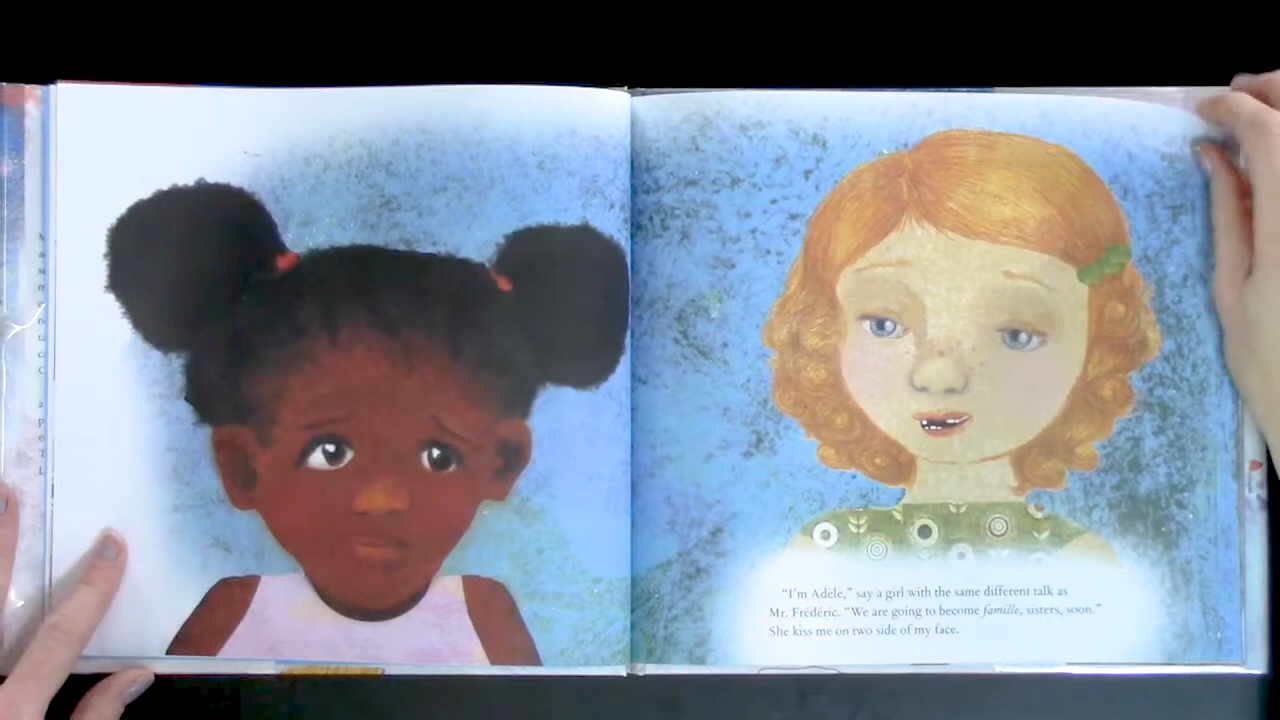 “I’m Adèle,” say a girl with the same different talk as
Mr. Frédéric. “We are going to become famille, sisters, soon.”
She kiss me on two side of my face.